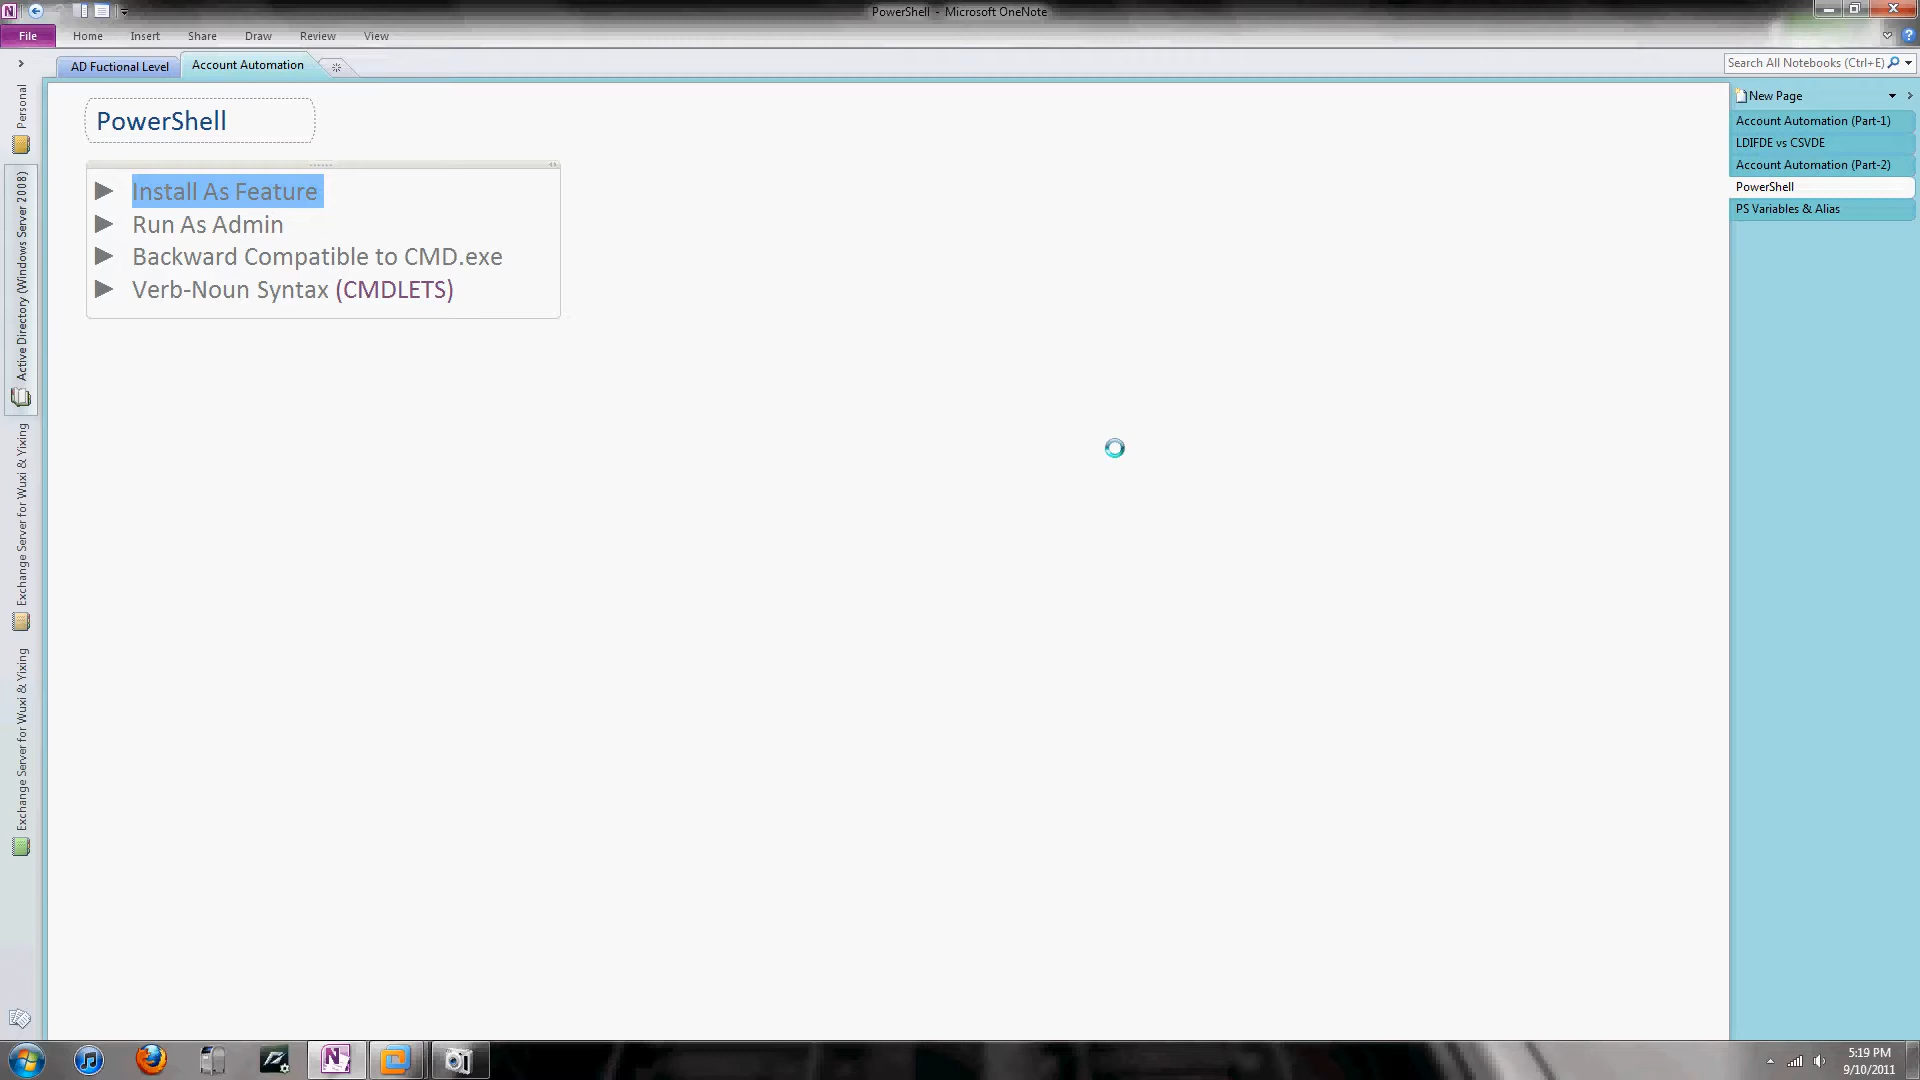 PowerShell - Microsoft OneNote
File Home Insert Share Draw Review View
AD Fuctional Level Account Automation
Search All Notebooks (Ctrl+E)
Personal
Active Directory (Windows Server 2008)
Exchange Server for Wuxi & Yixing
Exchange Server for Wuxi & Yixing
PowerShell
Install As Feature
Run As Admin
Backward Compatible to CMD.exe
Verb-Noun Syntax (CMDLETS)
New Page
Account Automation (Part-1)
LDIFDE vs CSVDE
Account Automation (Part-2)
PowerShell
PS Variables & Alias
5:19 PM
9/10/2011